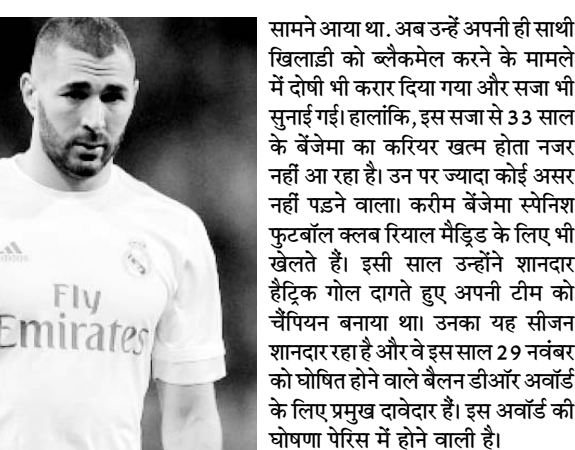 सामने आया था. अब उन्हें अपनी ही साथी
खिलाड़ी को ब्लैकमेल करने के मामले
में दोषी भी करार दिया गया और सजा भी
सुनाई गई। हालांकि, इस सजा से 33 साल
के बेंजेमा का करियर खत्म होता नजर
नहीं आ रहा है। उन पर ज्यादा कोई असर
नहीं पड़ने वाला। करीम बेंजेमा स्पेनिश
फुटबॉल क्लब रियाल मैड्रिड के लिए भी
खेलते हैं। इसी साल उन्होंने शानदार
हैट्रिक गोल दागते हुए अपनी टीम को
चैंपियन बनाया था। उनका यह सीजन
शानदार रहा है और वे इस साल 29 नवंबर
को घोषित होने वाले बैलन डीऑर अवॉर्ड
के लिए प्रमुख दावेदार हैं। इस अवॉर्ड की
घोषणा पेरिस में होने वाली है।
Fly
Emirates